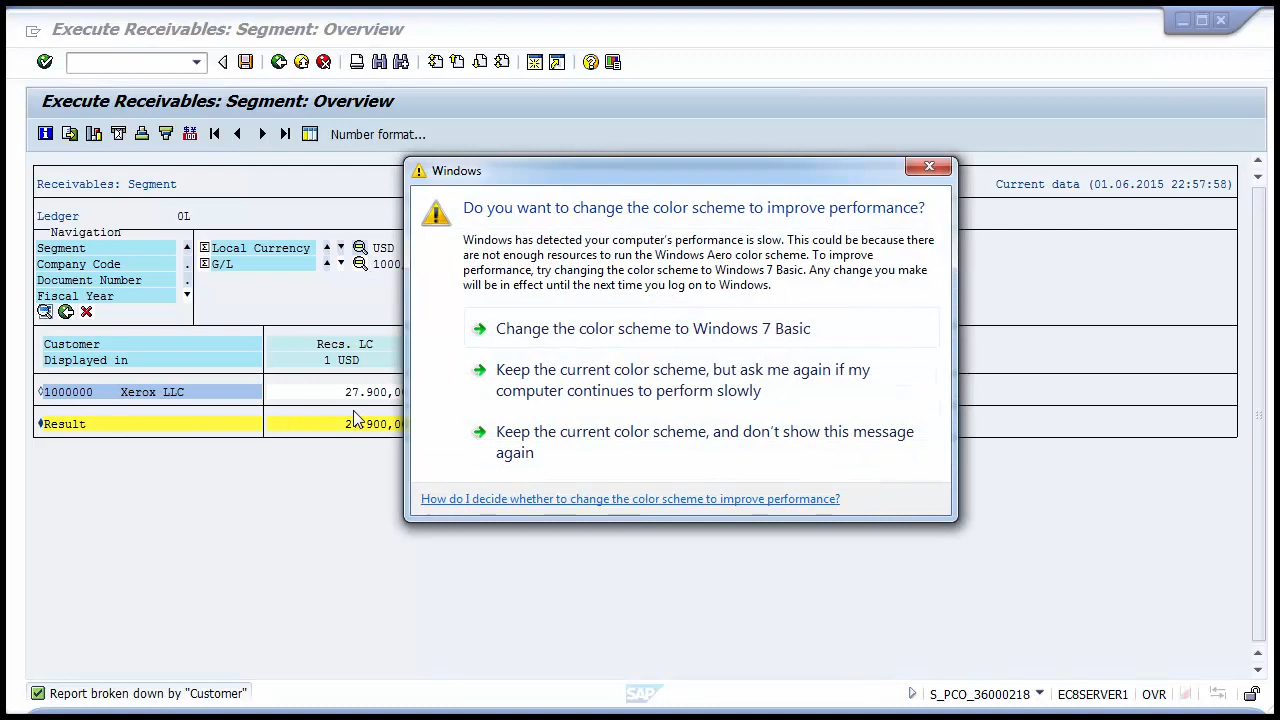 Execute Receivables: Segment: Overview
Execute Receivables: Segment: Overview
Number format...
Receivables: Segment
Current data (01.06.2015 22:57:58)
Ledger 0L
Navigation
Segment
Company Code
Document Number
Fiscal Year
Local Currency USD
G/L 1000,
Customer Recs. LC
Displayed in 1 USD
1000000 Xerox LLC 27.900,0
Result 900,0
Windows
Do you want to change the color scheme to improve performance?
Windows has detected your computer's performance is slow. This could be because
there are not enough resources to run the Windows Aero color scheme. To improve
performance, try changing the color scheme to Windows 7 Basic. Any change you make
will be in effect until the next time you log on to Windows.
Change the color scheme to Windows 7 Basic
Keep the current color scheme, but ask me again if my
computer continues to perform slowly
Keep the current color scheme, and don't show this message
again
How do I decide whether to change the color scheme to improve performance?
Report broken down by "Customer"
SAP
S_PCO_36000218
EC8SERVER1
OVR